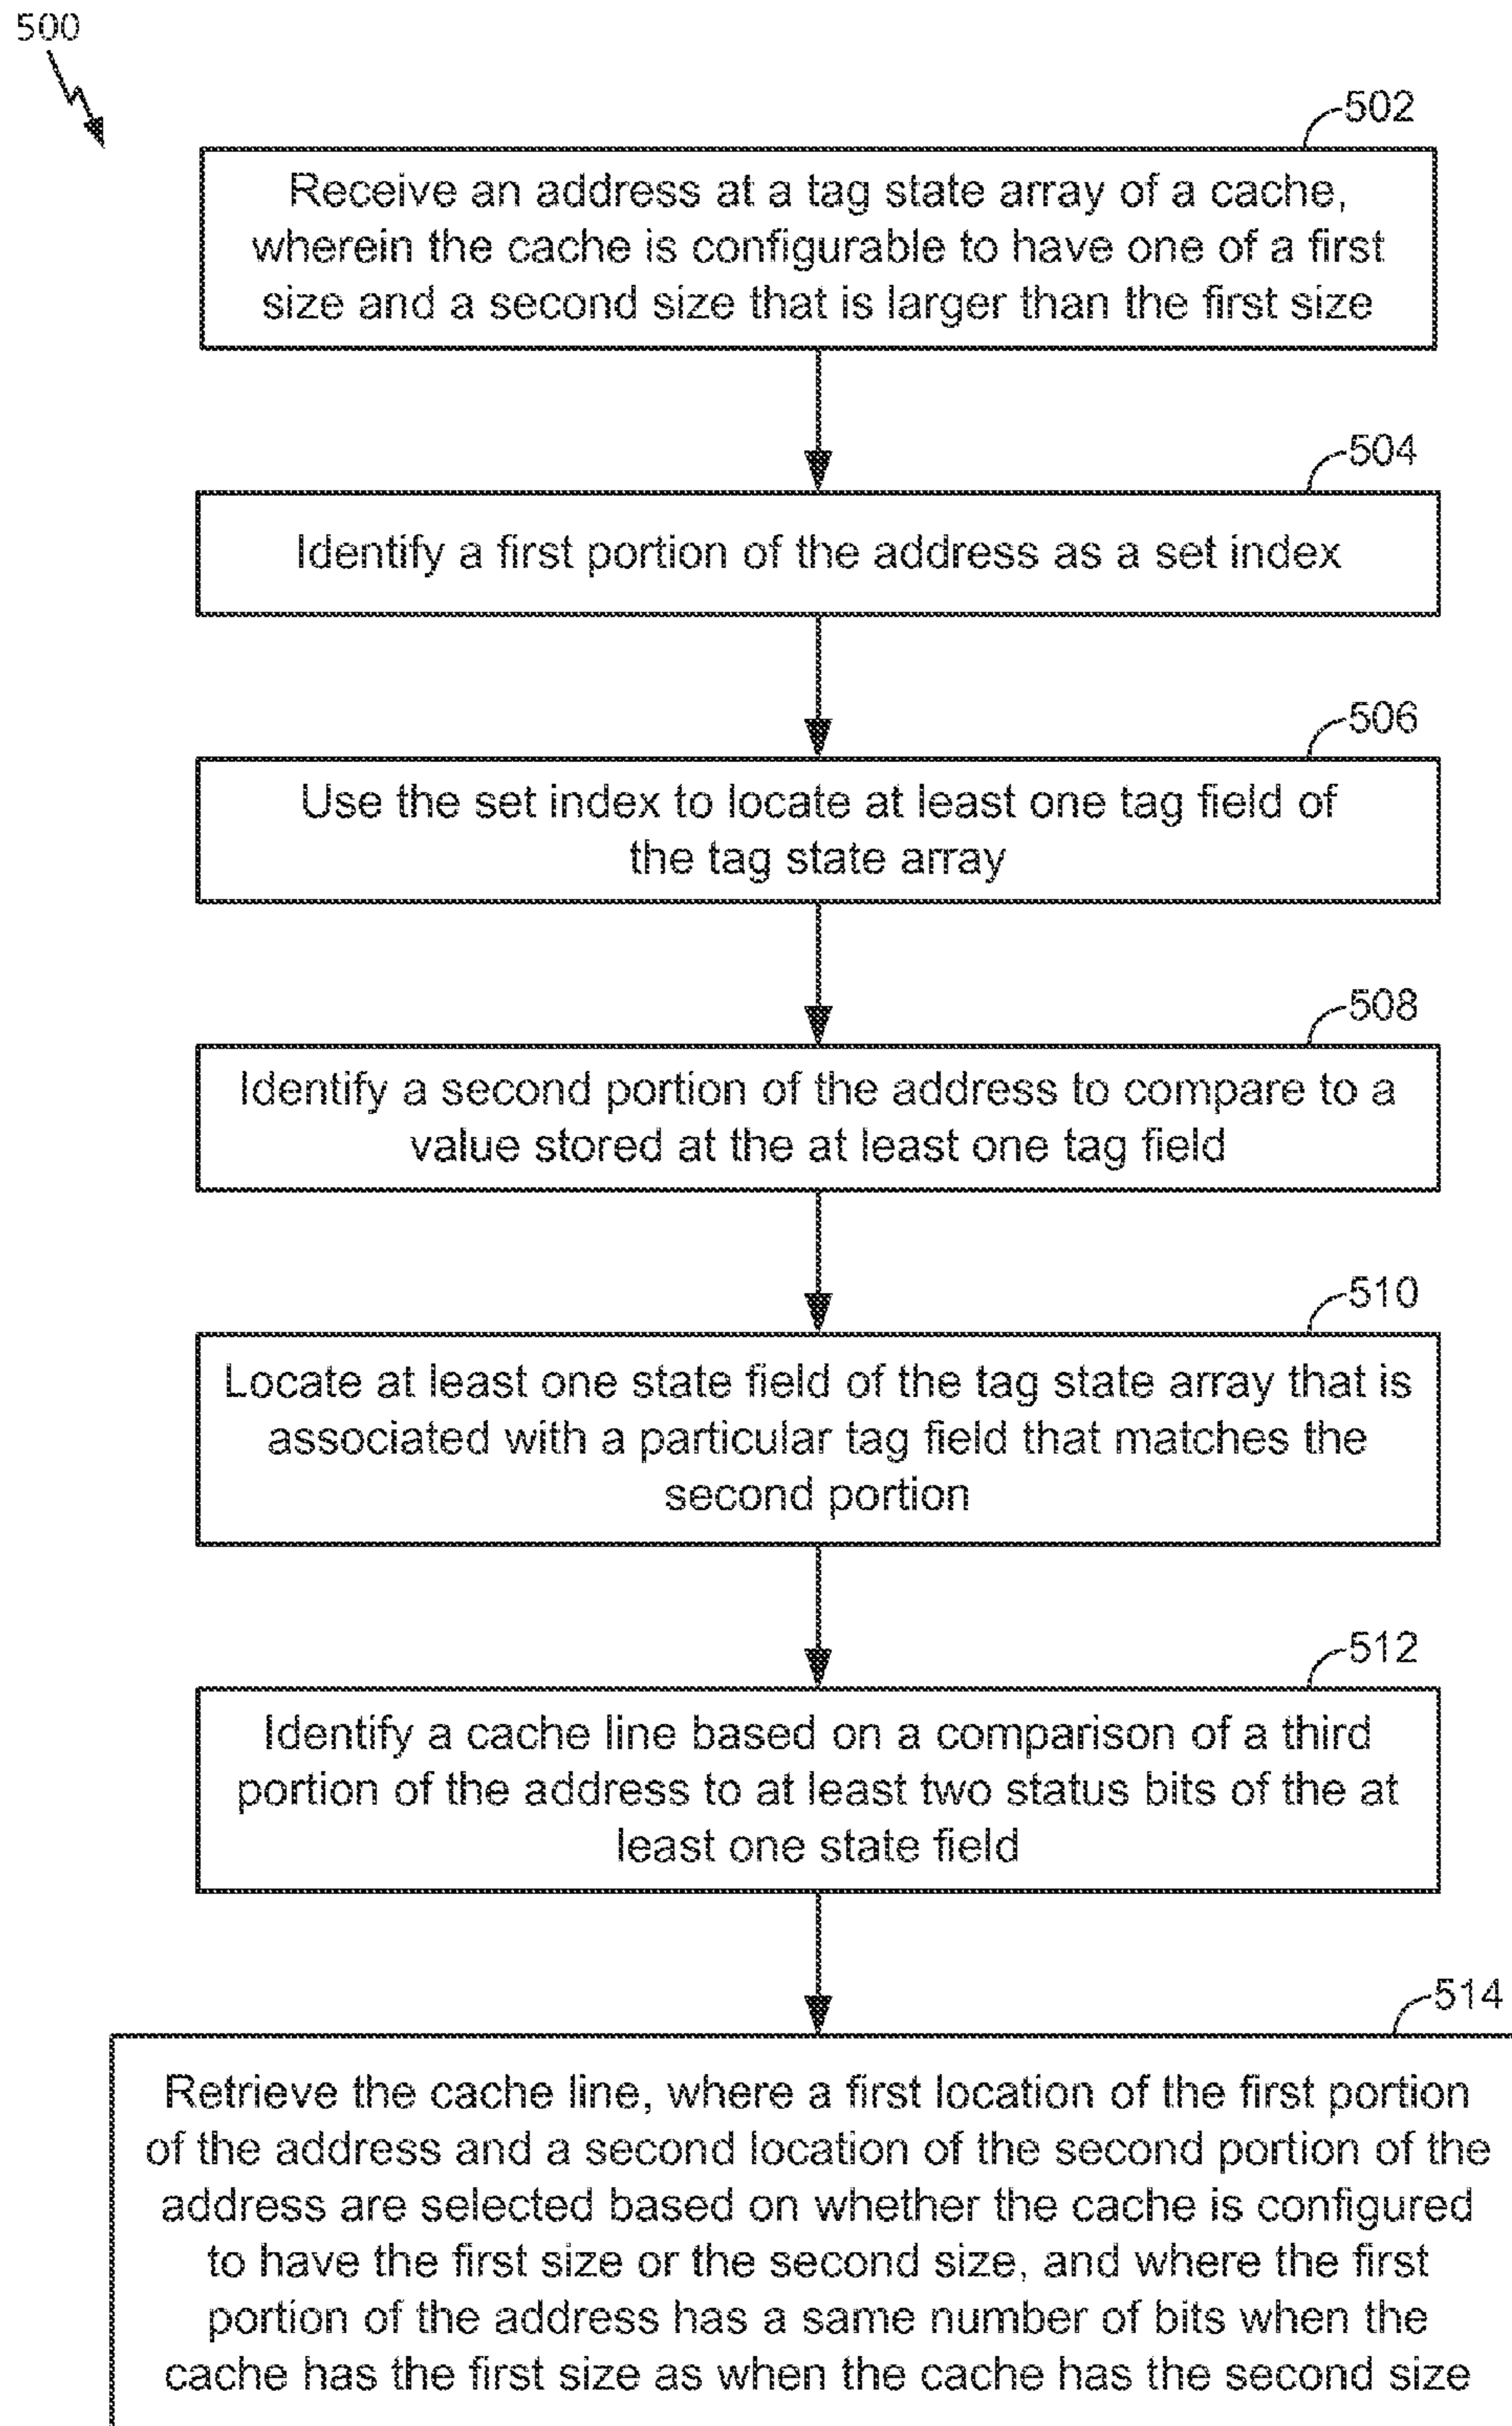 500
502
Receive an address at a tag state array of a cache,
wherein the cache is configurable to have one of a first
size and a second size that is larger than the first size
504
Identify a first portion of the address as a set index
506
Use the set index to locate at least one tag field of
the tag state array
508
Identify a second portion of the address to compare to a
value stored at the at least one tag field
510
Locate at least one state field of the tag state array that is
associated with a particular tag field that matches the
second portion
512
Identify a cache line based on a comparison of a third
portion of the address to at least two status bits of the at
least one state field
514
Retrieve the cache line, where a first location of the first portion
of the address and a second location of the second portion of the
address are selected based on whether the cache is configured
to have the first size or the second size, and where the first
portion of the address has a same number of bits when the
cache has the first size as when the cache has the second size